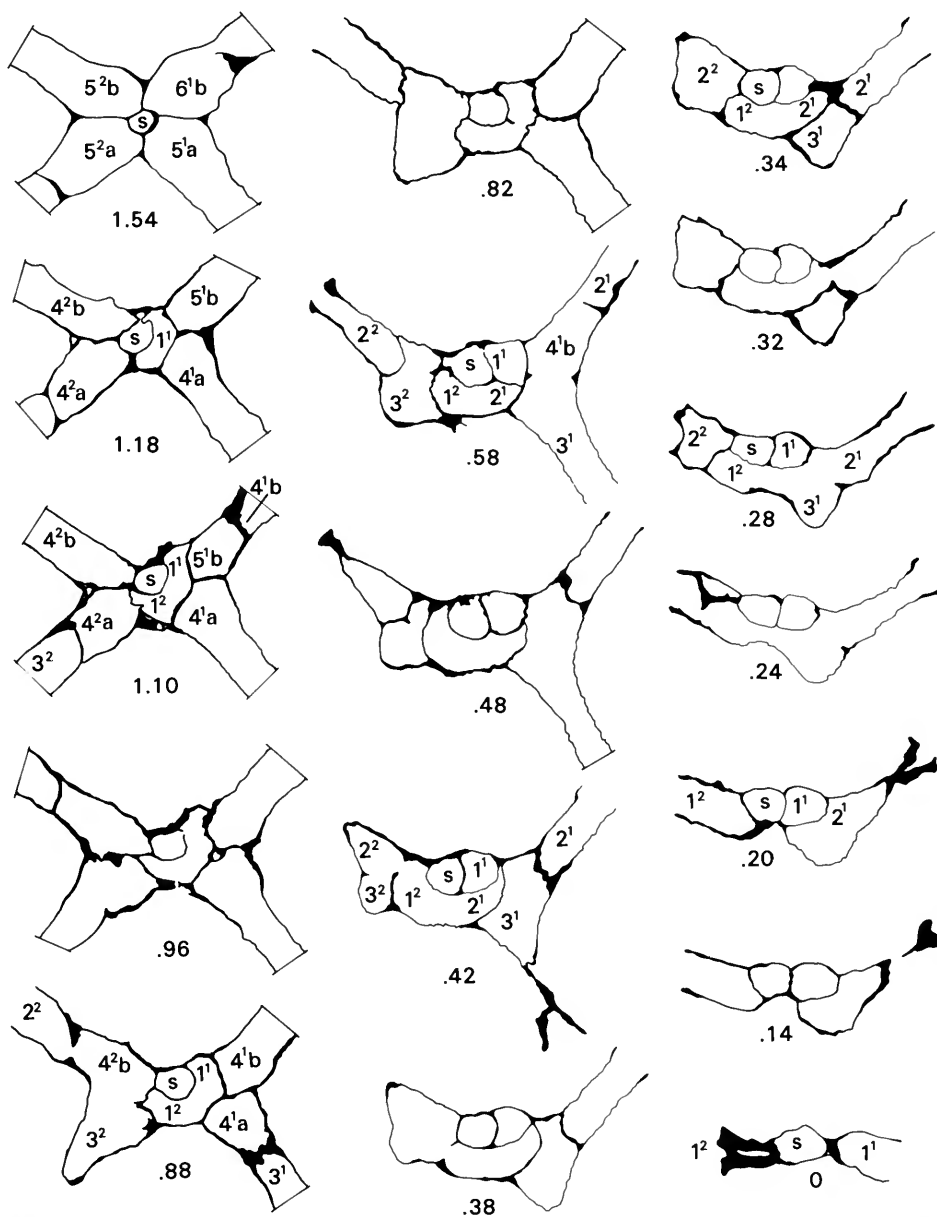 5²b 6¹b
s
5²a 5¹a
1.54
4²b 5¹b
s 1¹
4²a 4¹a
1.18
4¹b
4²b 1¹ 5¹b
s
1²
4²a 4¹a
3²
1.10
.96
2²
4²b 1¹ 4¹b
s
1²
3² 4¹a
3¹
.88
.82
2¹
2² 4¹b
s 1¹
3² 1² 2¹
3¹
.58
.48
2¹
2² 1¹
s
3² 1² 2¹ 3¹
.42
.38
2² s 2¹
1² 2¹
3¹
.34
.32
2² s 1¹
1² 2¹
3¹
.28
.24
1² s 1¹ 2¹
.20
.14
1² s 1¹
0